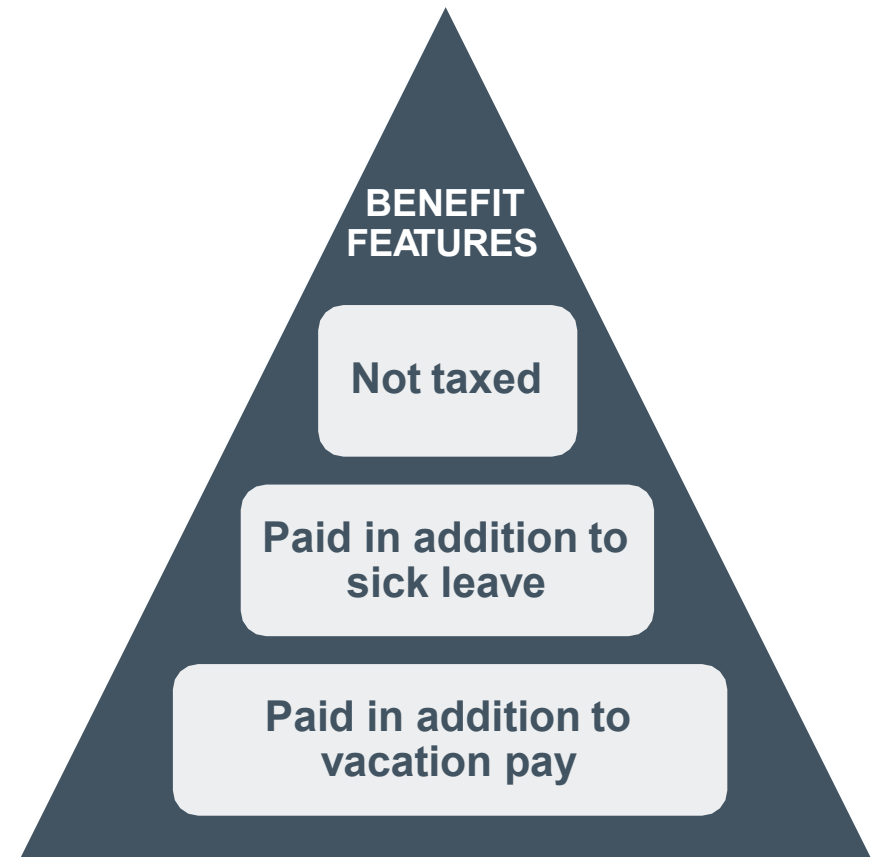 BENEFIT
FEATURES
Not taxed
Paid in addition to
sick leave
Paid in addition to
vacation pay